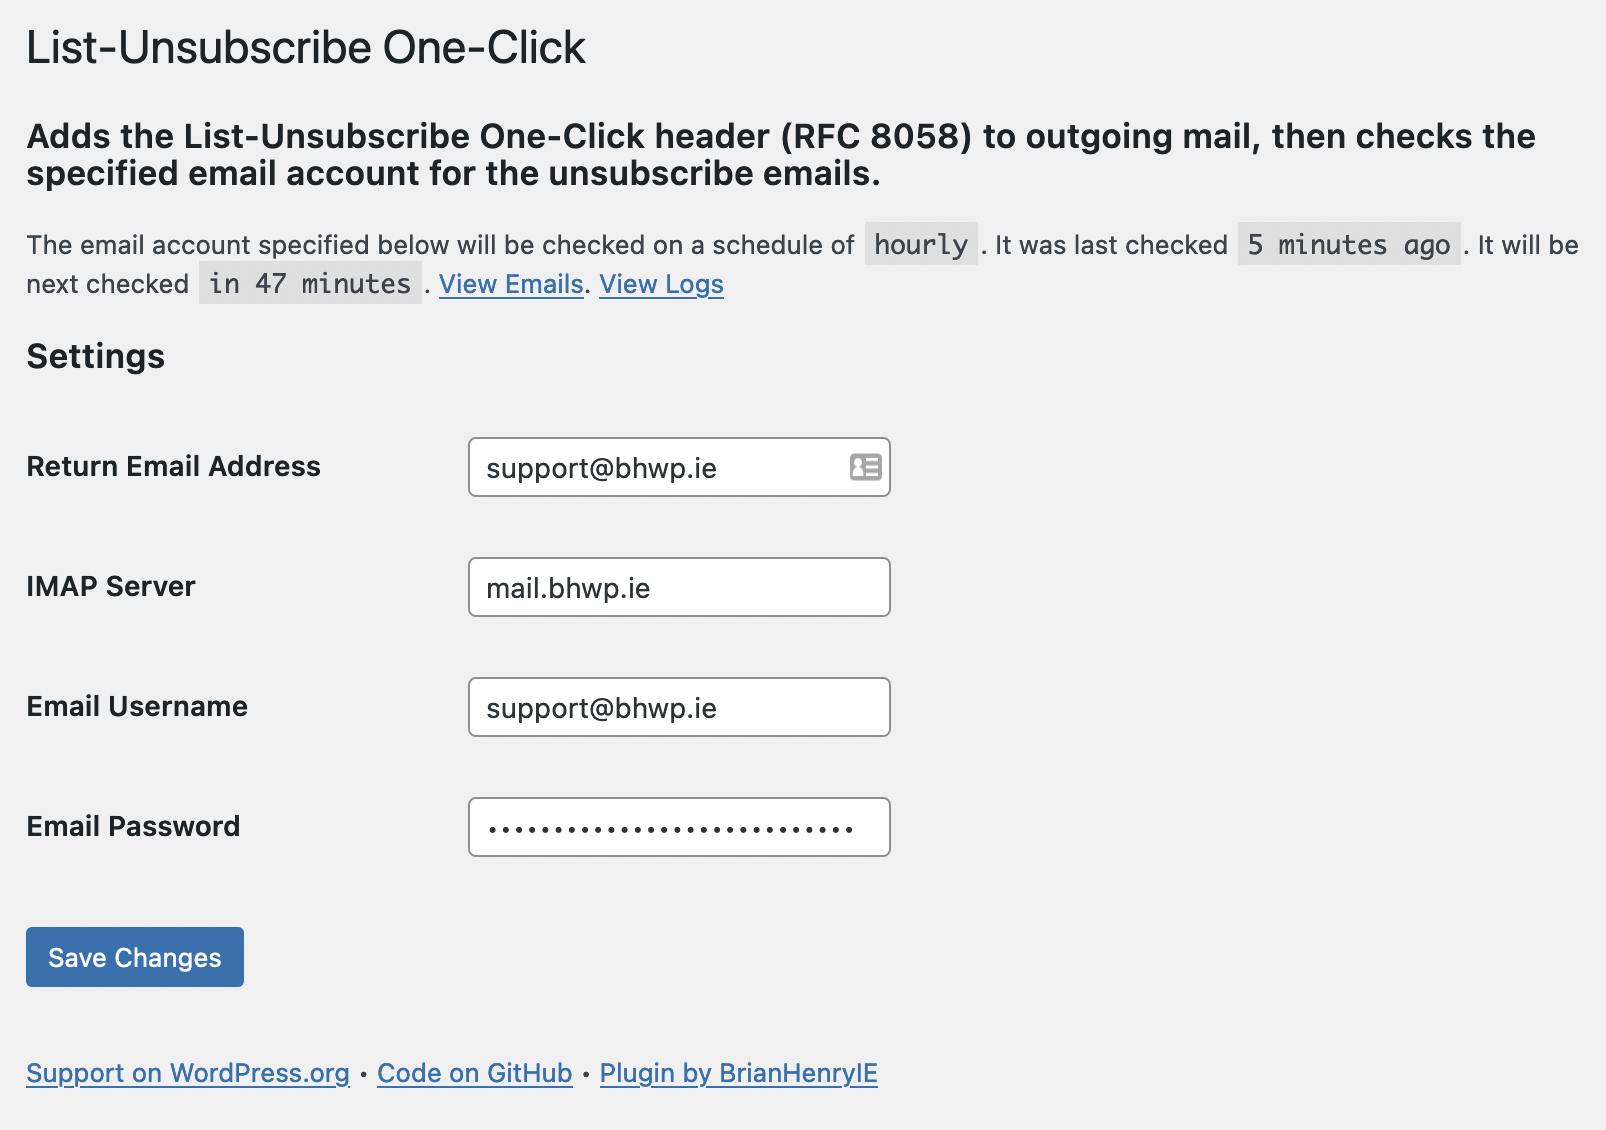 List-Unsubscribe One-Click
Adds the List-Unsubscribe One-Click header (RFC 8058) to outgoing mail, then checks the
specified email account for the unsubscribe emails.
The email account specified below will be checked on a schedule of hourly . It was last checked 5 minutes ago . It will be
next checked in 47 minutes . View Emails. View Logs
Settings
Return Email Address
support@bhwp.ie
IMAP Server
mail.bhwp.ie
Email Username
support@bhwp.ie
Email Password
••••••••••••••••••••••••••••
Save Changes
Support on WordPress.org • Code on GitHub • Plugin by BrianHenryIE